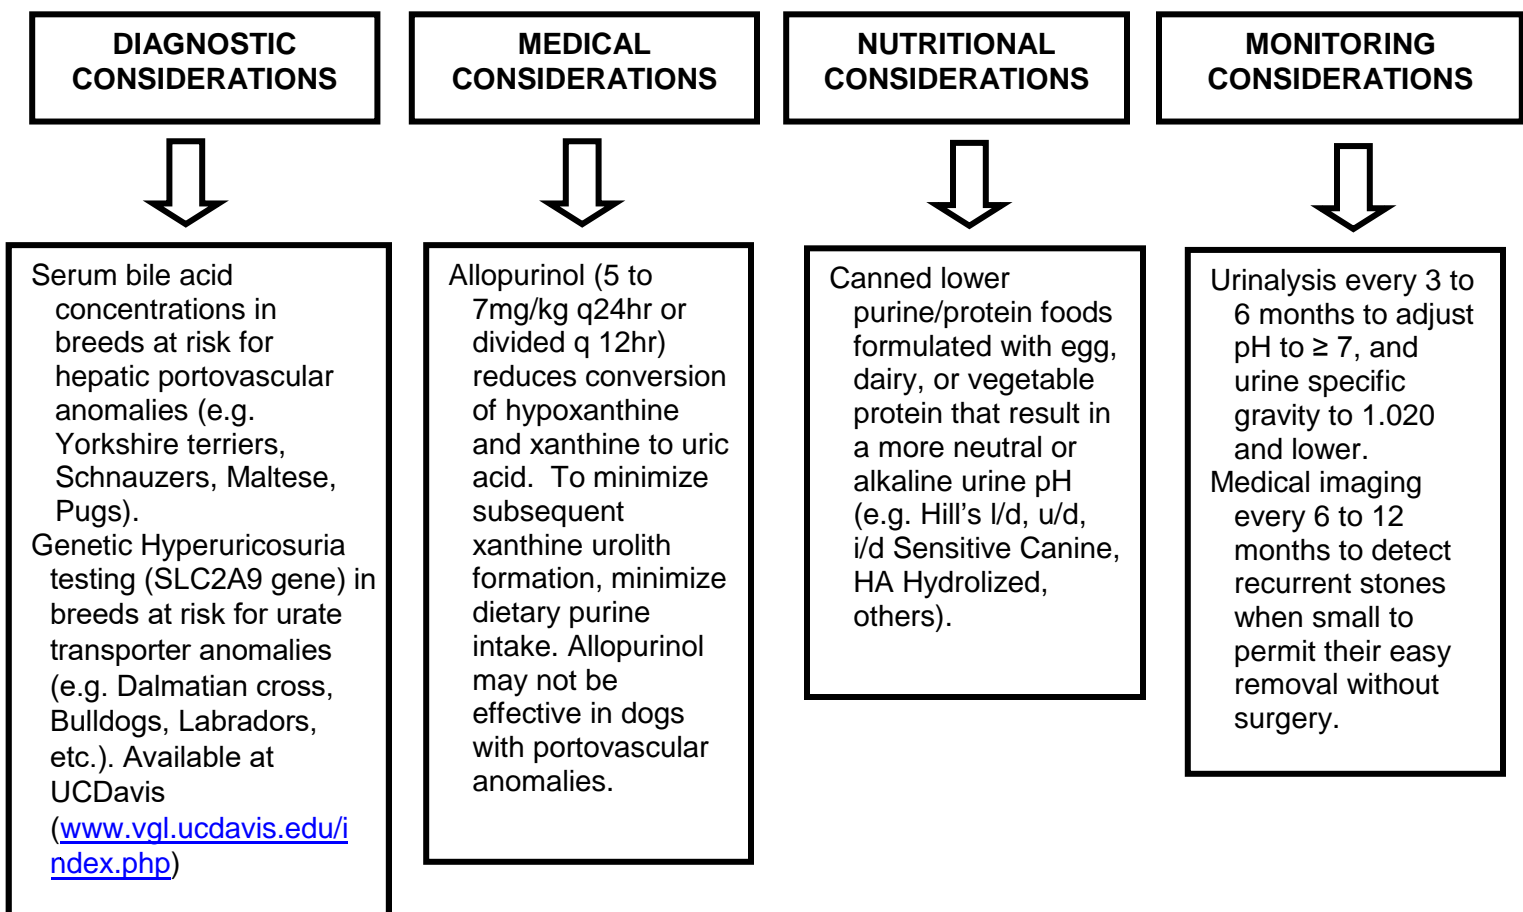 DIAGNOSTIC
CONSIDERATIONS
Serum bile acid
concentrations in
breeds at risk for
hepatic portovascular
anomalies (e.g.
Yorkshire terriers,
Schnauzers, Maltese,
Pugs).
Genetic Hyperuricosuria
testing (SLC2A9 gene) in
breeds at risk for urate
transporter anomalies
(e.g. Dalmatian cross,
Bulldogs, Labradors,
etc.). Available at
UCDavis
(www.vgl.ucdavis.edu/i
ndex.php)
MEDICAL
CONSIDERATIONS
Allopurinol (5 to
7mg/kg q24hr or
divided q 12hr)
reduces conversion
of hypoxanthine
and xanthine to uric
acid.  To minimize
subsequent
xanthine urolith
formation, minimize
dietary purine
intake. Allopurinol
may not be
effective in dogs
with portovascular
anomalies.
NUTRITIONAL
CONSIDERATIONS
Canned lower
purine/protein foods
formulated with egg,
dairy, or vegetable
protein that result in
a more neutral or
alkaline urine pH
(e.g. Hill's l/d, u/d,
i/d Sensitive Canine,
HA Hydrolized,
others).
MONITORING
CONSIDERATIONS
Urinalysis every 3 to
6 months to adjust
pH to ≥ 7, and
urine specific
gravity to 1.020
and lower.
Medical imaging
every 6 to 12
months to detect
recurrent stones
when small to
permit their easy
removal without
surgery.